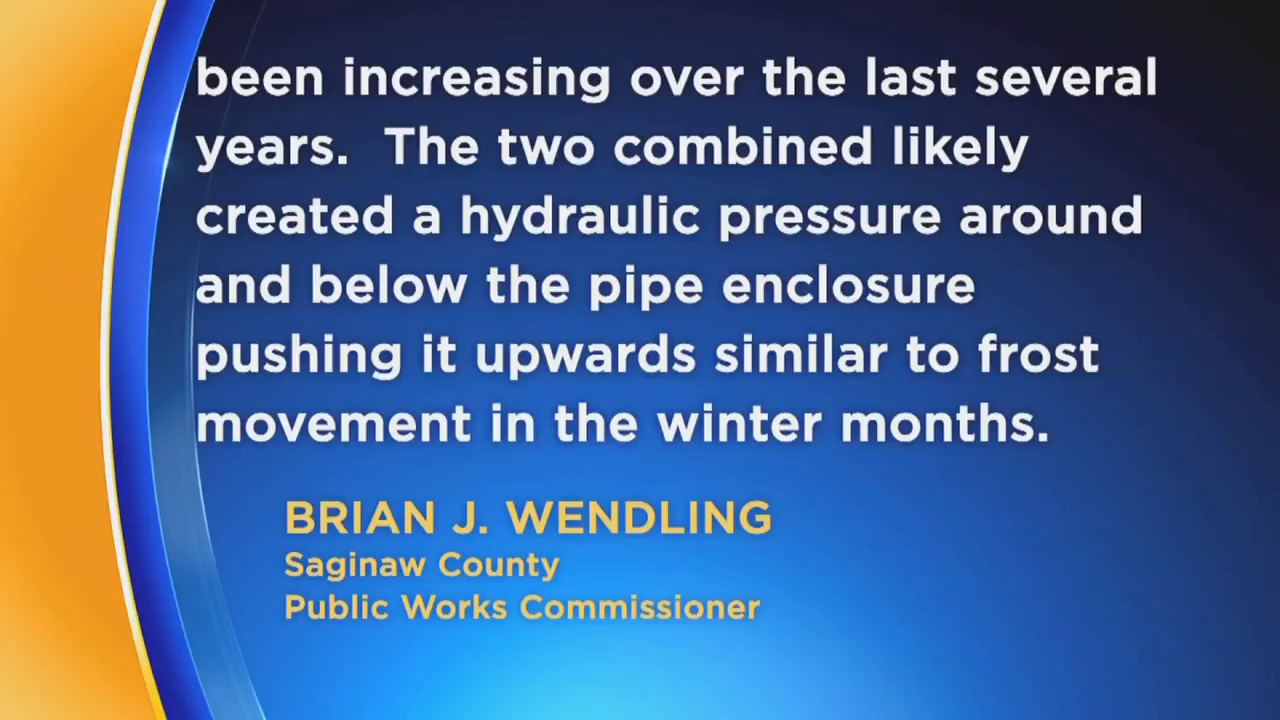 been increasing over the last several
years.  The two combined likely
created a hydraulic pressure around
and below the pipe enclosure
pushing it upwards similar to frost
movement in the winter months.
BRIAN J. WENDLING
Saginaw County
Public Works Commissioner